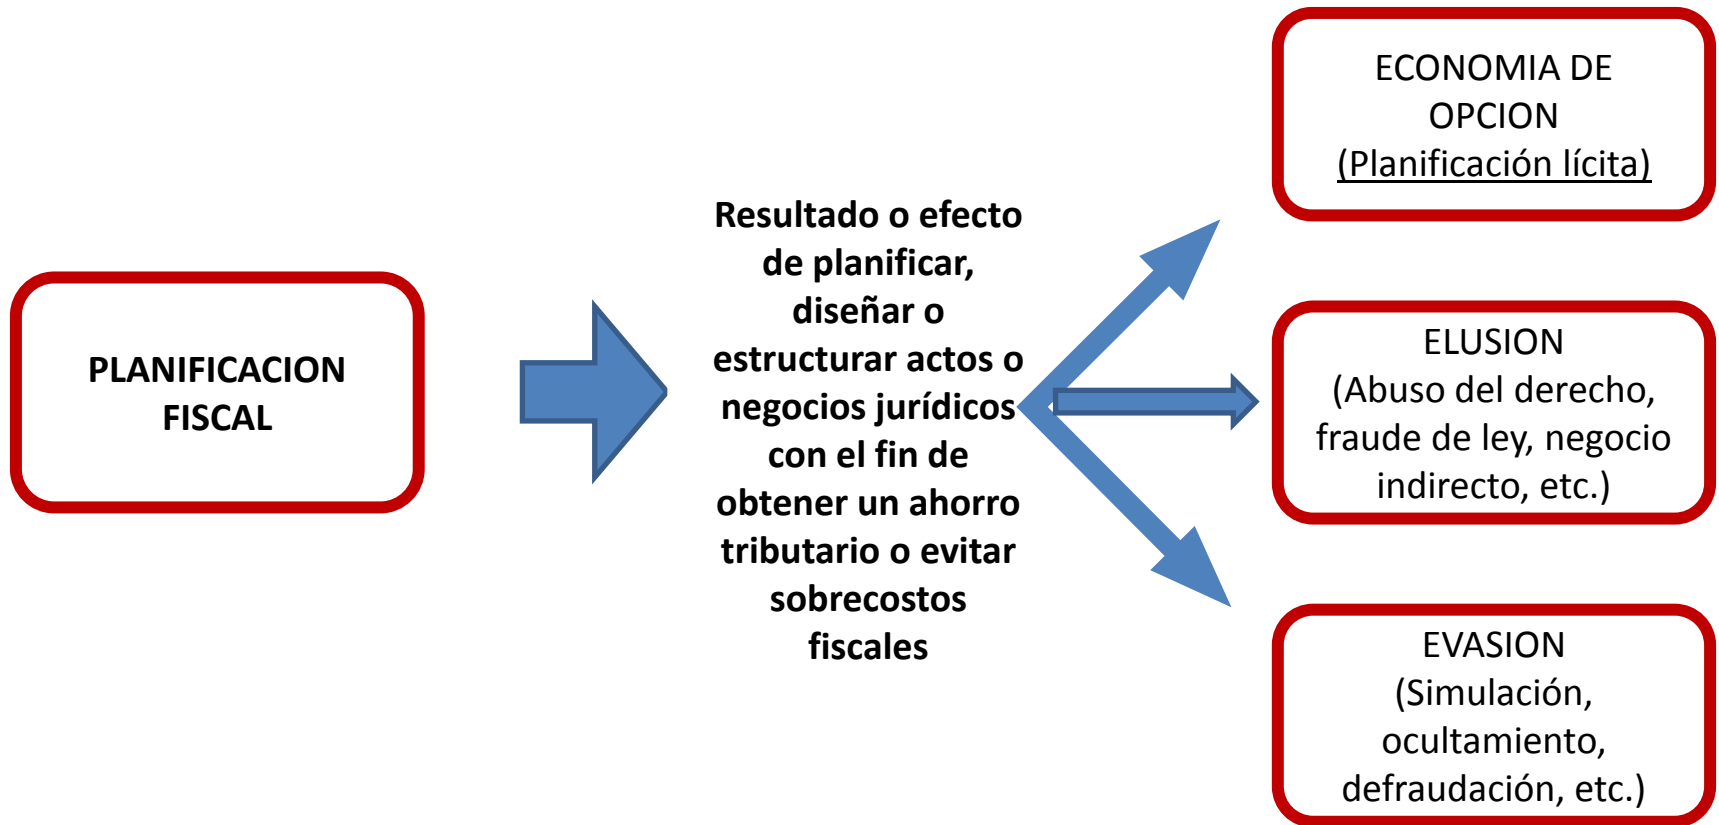 PLANIFICACION
FISCAL
Resultado o efecto
de planificar,
diseñar o
estructurar actos o
negocios jurídicos
con el fin de
obtener un ahorro
tributario o evitar
sobrecostos
fiscales
ECONOMIA DE
OPCION
(Planificación lícita)
ELUSION
(Abuso del derecho,
fraude de ley, negocio
indirecto, etc.)
EVASION
(Simulación,
ocultamiento,
defraudación, etc.)